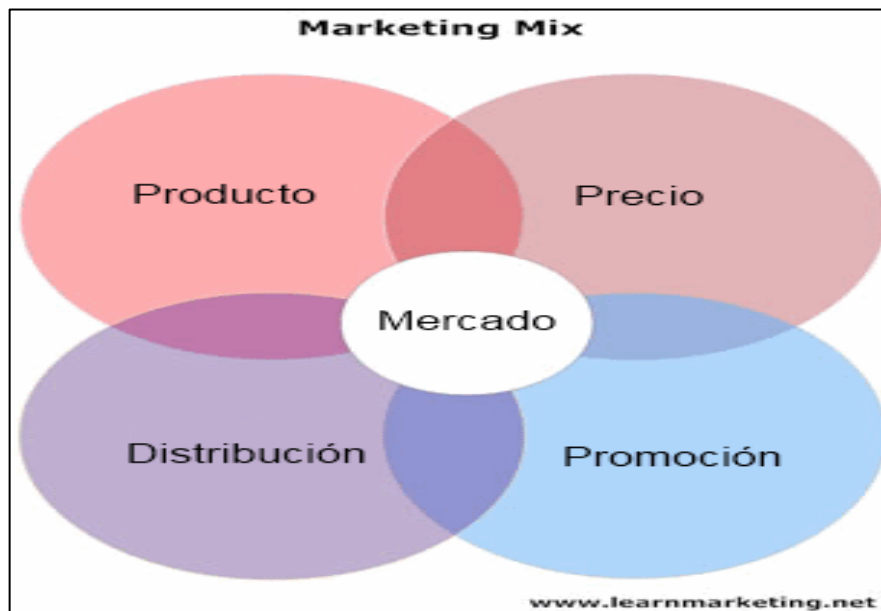 Marketing Mix
Producto
Precio
Mercado
Distribución
Promoción
www.learnmarketing.net